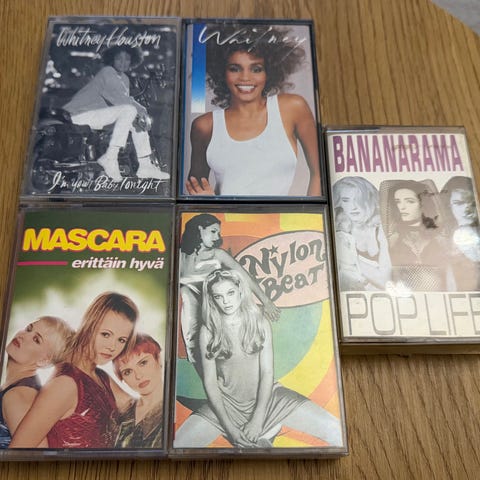 Whitney Houston
I'm Your Baby Tonight
Whitney
BANANARAMA
POP LIFE
MASCARA
erittäin hyvä
Nylon
Beat